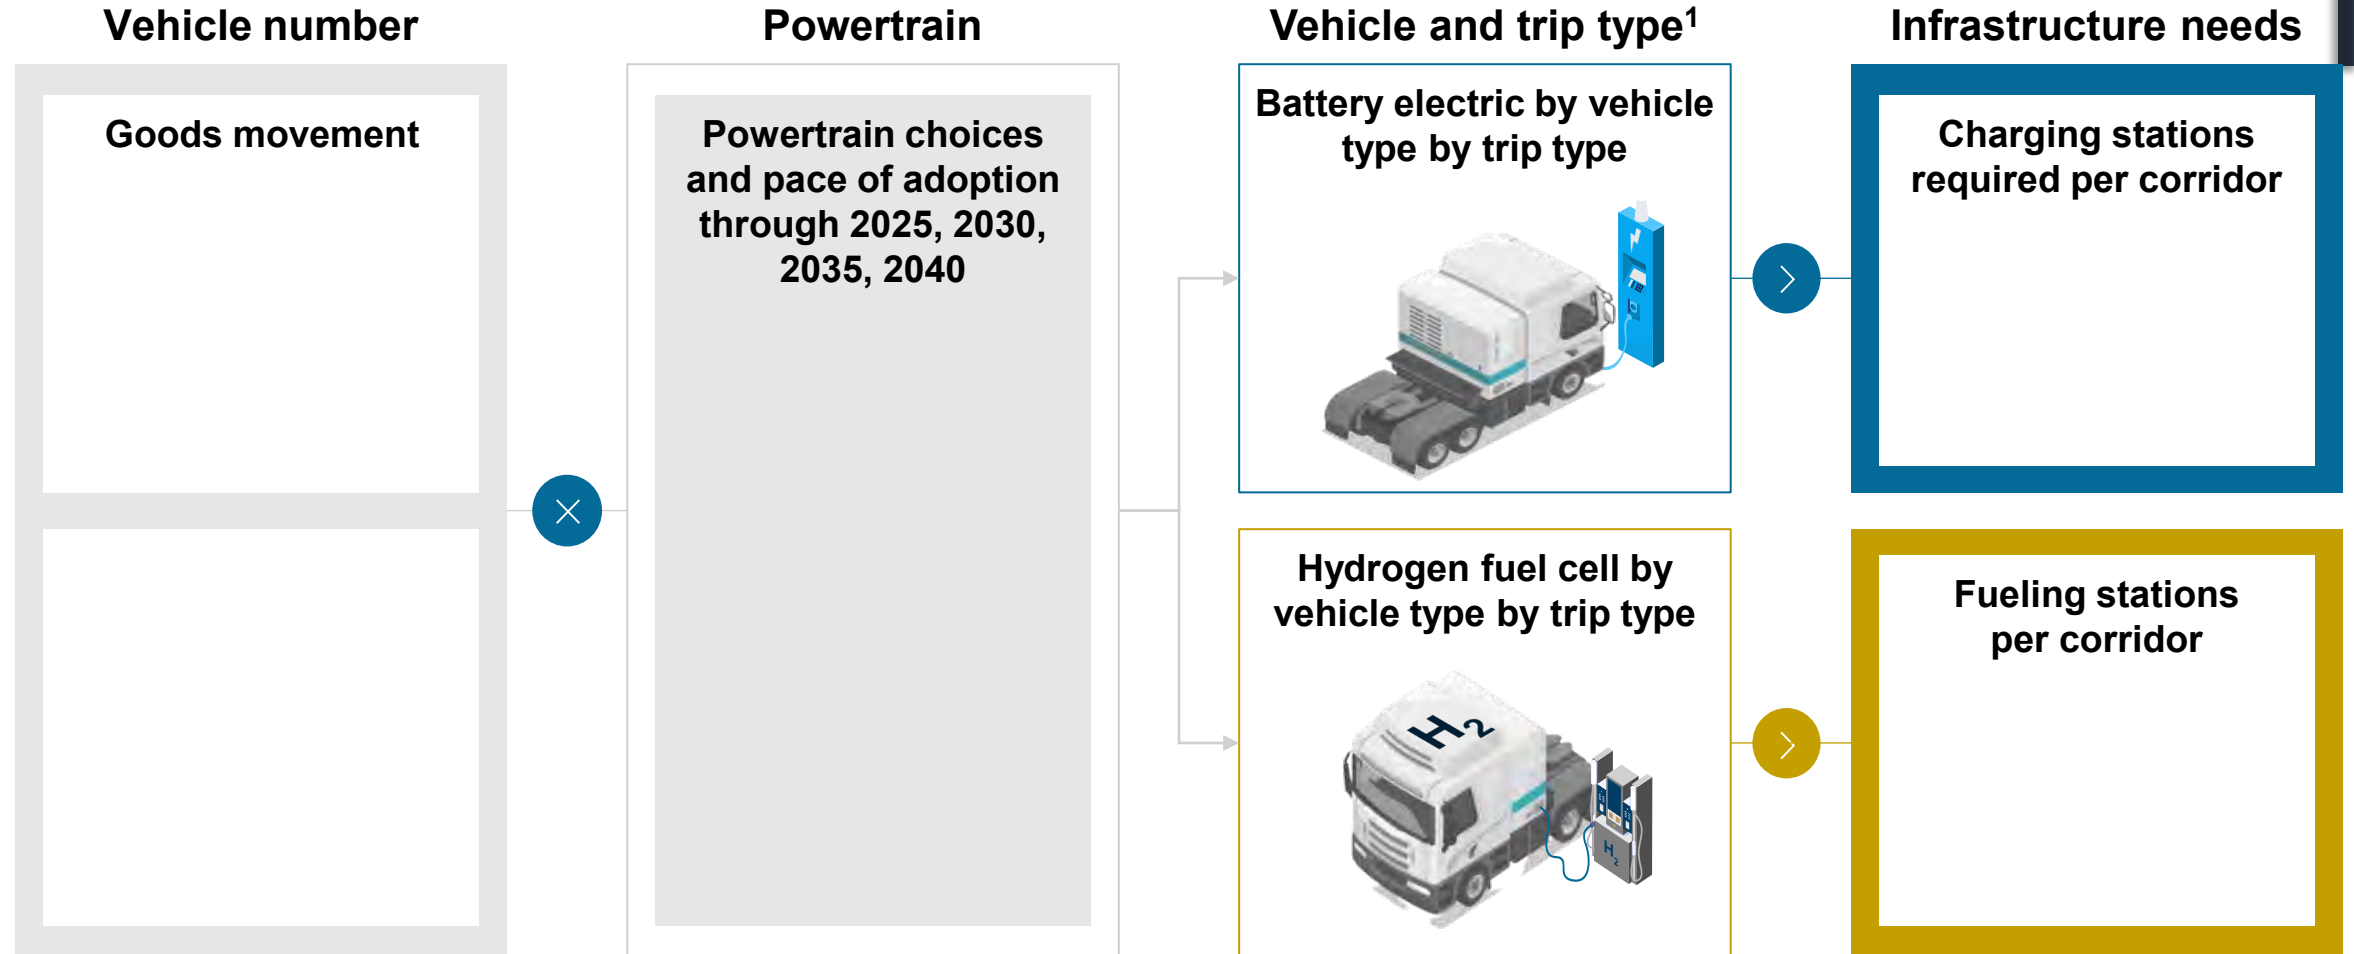 Vehicle number
Powertrain
Vehicle and trip type¹
Infrastructure needs
Goods movement
Powertrain choices
and pace of adoption
through 2025, 2030,
2035, 2040
Battery electric by vehicle
type by trip type
Charging stations
required per corridor
Hydrogen fuel cell by
vehicle type by trip type
H₂
H₂
Fueling stations
per corridor